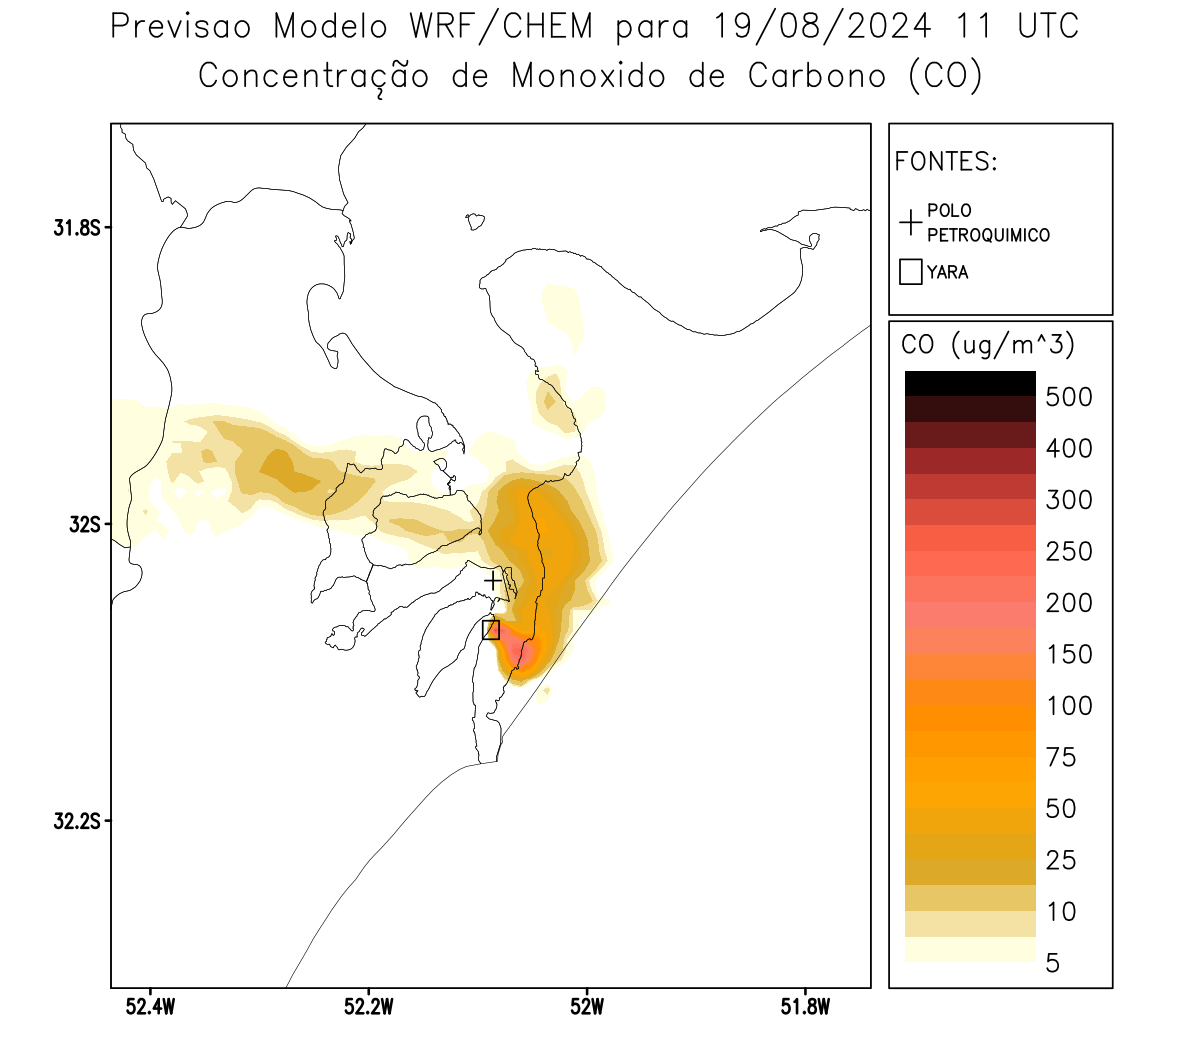 Previsao Modelo WRF/CHEM para 19/08/2024 11 UTC
Concentração de Monoxido de Carbono (CO)
FONTES:
POLO
PETROQUIMICO
YARA
CO (ug/m^3)
500
400
300
250
200
150
100
75
50
25
10
5
31.8S
32S
32.2S
52.4W
52.2W
52W
51.8W